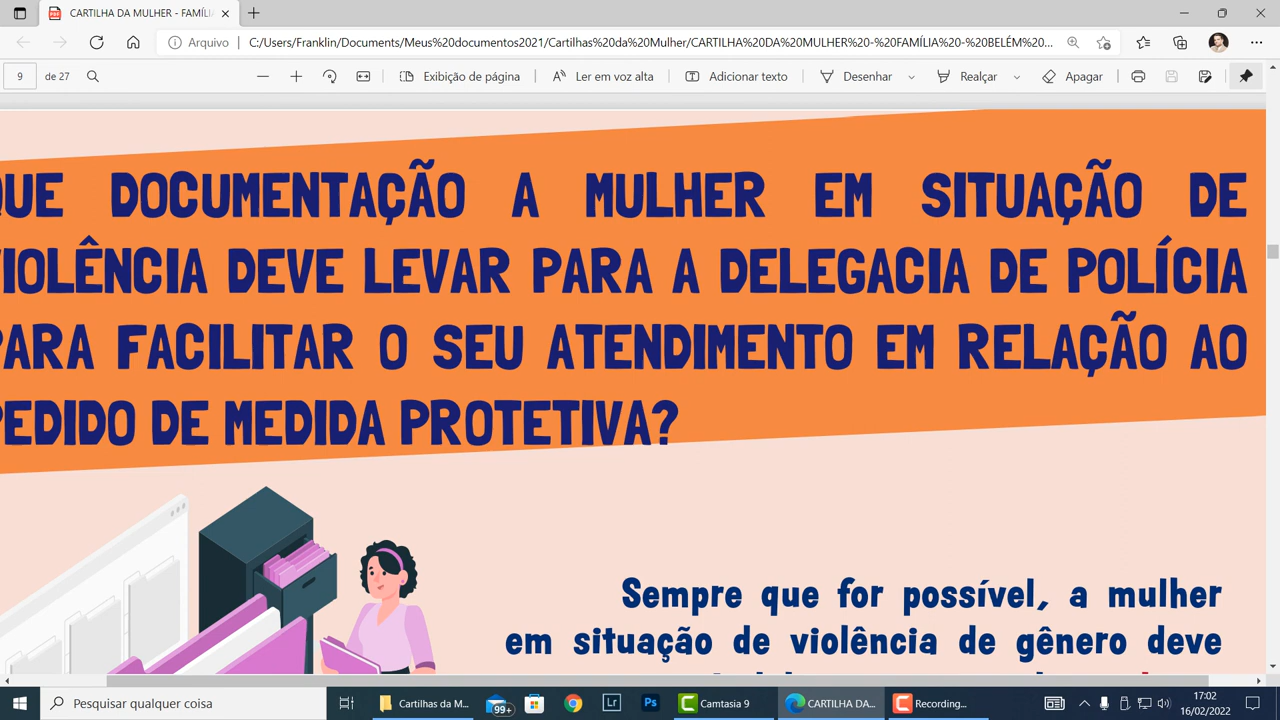 CARTILHA DA MULHER - FAMÍLI
Arquivo
C:/Users/Franklin/Documents/Meus%20documentos2021/Cartilhas%20da%20Mulher/CARTILHA%20DA%20MULHER%20-%20FAMÍLIA%20-%20BELÉM%20...
9 de 27
Exibição de página
Ler em voz alta
Adicionar texto
Desenhar
Realçar
Apagar
QUE DOCUMENTAÇÃO A MULHER EM SITUAÇÃO DE
VIOLÊNCIA DEVE LEVAR PARA A DELEGACIA DE POLÍCIA
PARA FACILITAR O SEU ATENDIMENTO EM RELAÇÃO AO
PEDIDO DE MEDIDA PROTETIVA?
Sempre que for possível, a mulher
em situação de violência de gênero deve
Pesquisar qualquer coisa
Cartilhas da M...
99+
Lr
Ps
Camtasia 9
CARTILHA DA...
Recording...
17:02
16/02/2022